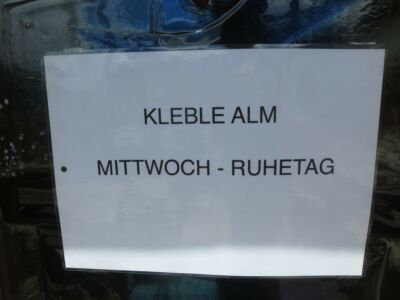 KLEBLE ALM
MITTWOCH - RUHETAG